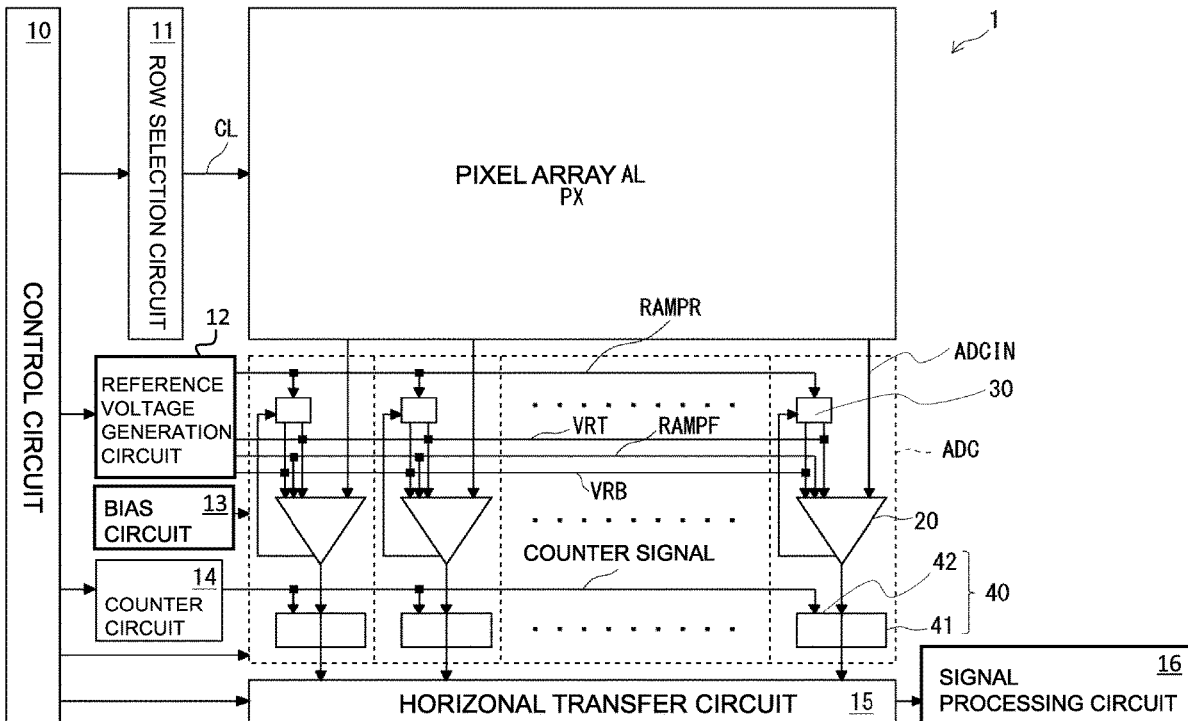 10
CONTROL CIRCUIT
11
ROW SELECTION CIRCUIT
CL
1
PIXEL ARRAY AL
PX
RAMPR
ADCIN
12
REFERENCE
VOLTAGE
GENERATION
CIRCUIT
30
VRT
RAMPF
ADC
VRB
BIAS
CIRCUIT
13
20
COUNTER SIGNAL
14
COUNTER
CIRCUIT
42
40
41
HORIZONAL TRANSFER CIRCUIT
15
16
SIGNAL
PROCESSING CIRCUIT